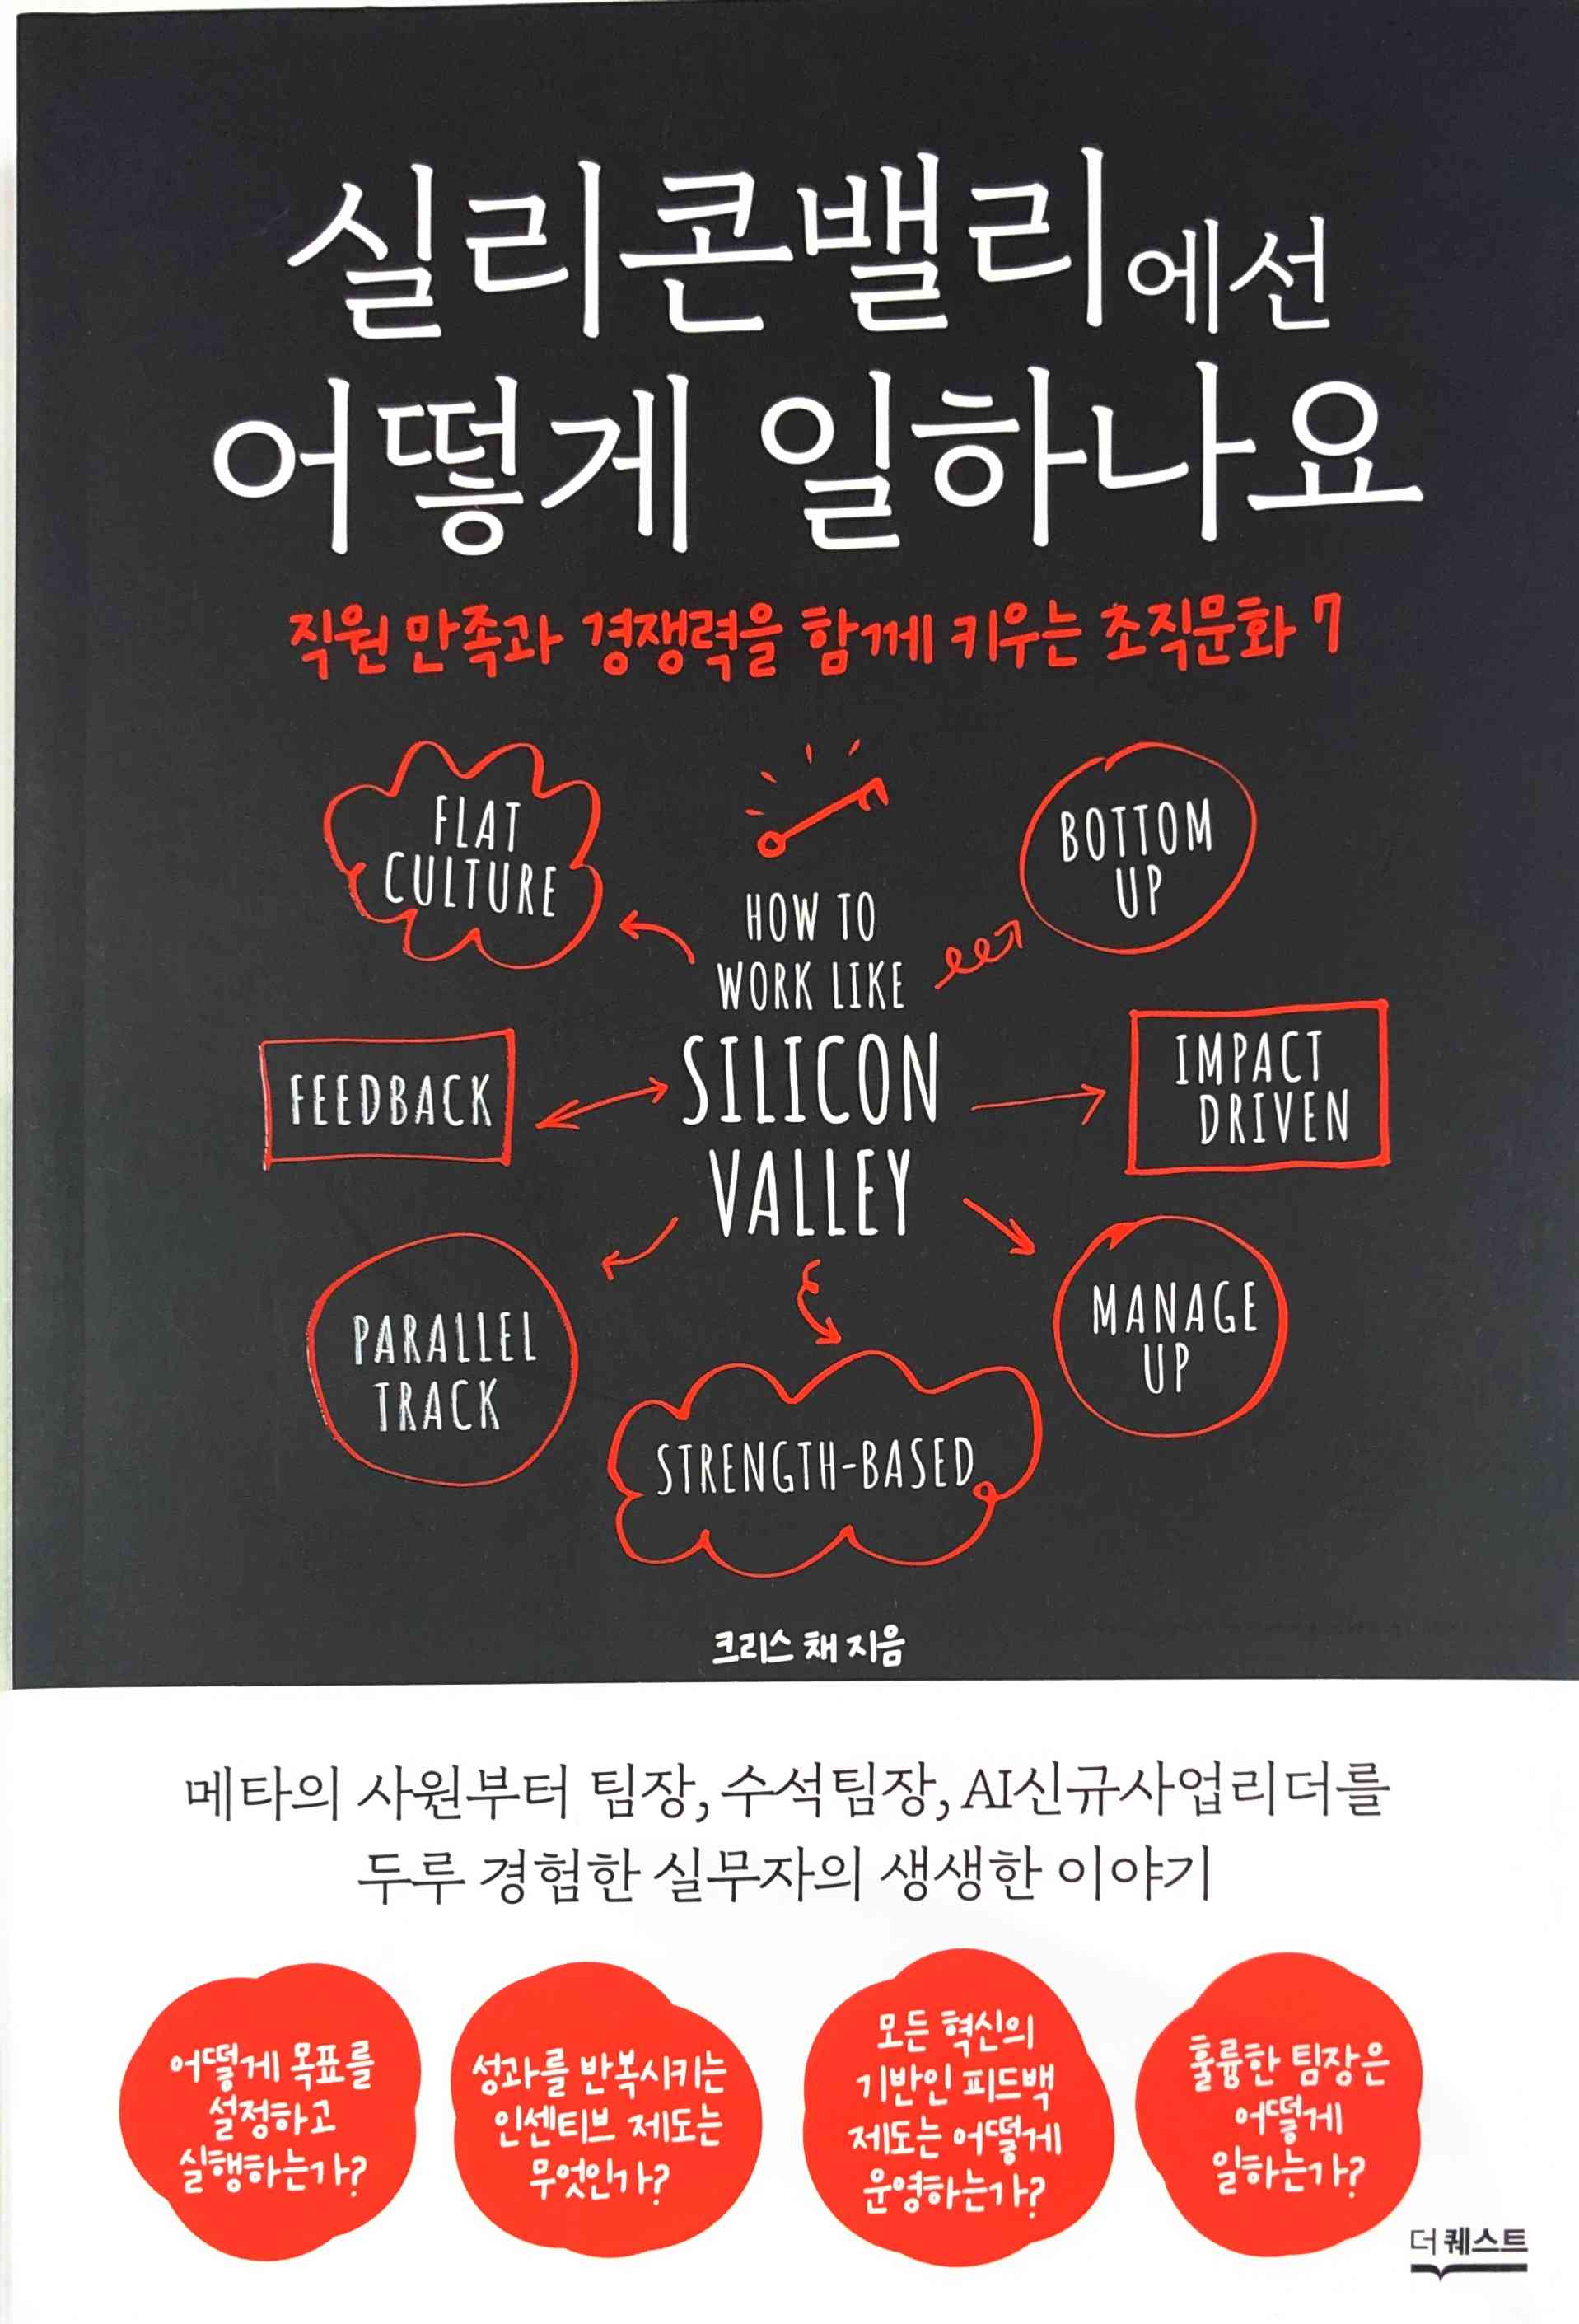 실리콘밸리에선
어떻게 일하나요
직원 만족과 경쟁력을 함께 키우는 조직문화 7
FLAT
CULTURE
BOTTOM
UP
HOW TO
WORK LIKE
SILICON
VALLEY
FEEDBACK
IMPACT
DRIVEN
PARALLEL
TRACK
MANAGE
UP
STRENGTH-BASED
크리스 채 지음
메타의 사원부터 팀장, 수석팀장, AI신규사업리더를
두루 경험한 실무자의 생생한 이야기
어떻게 목표를
설정하고
실행하는가?
성과를 반복시키는
인센티브 제도는
무엇인가?
모든 혁신의
기반인 피드백
제도는 어떻게
운영하는가?
훌륭한 팀장은
어떻게
일하는가?
더 퀘스트